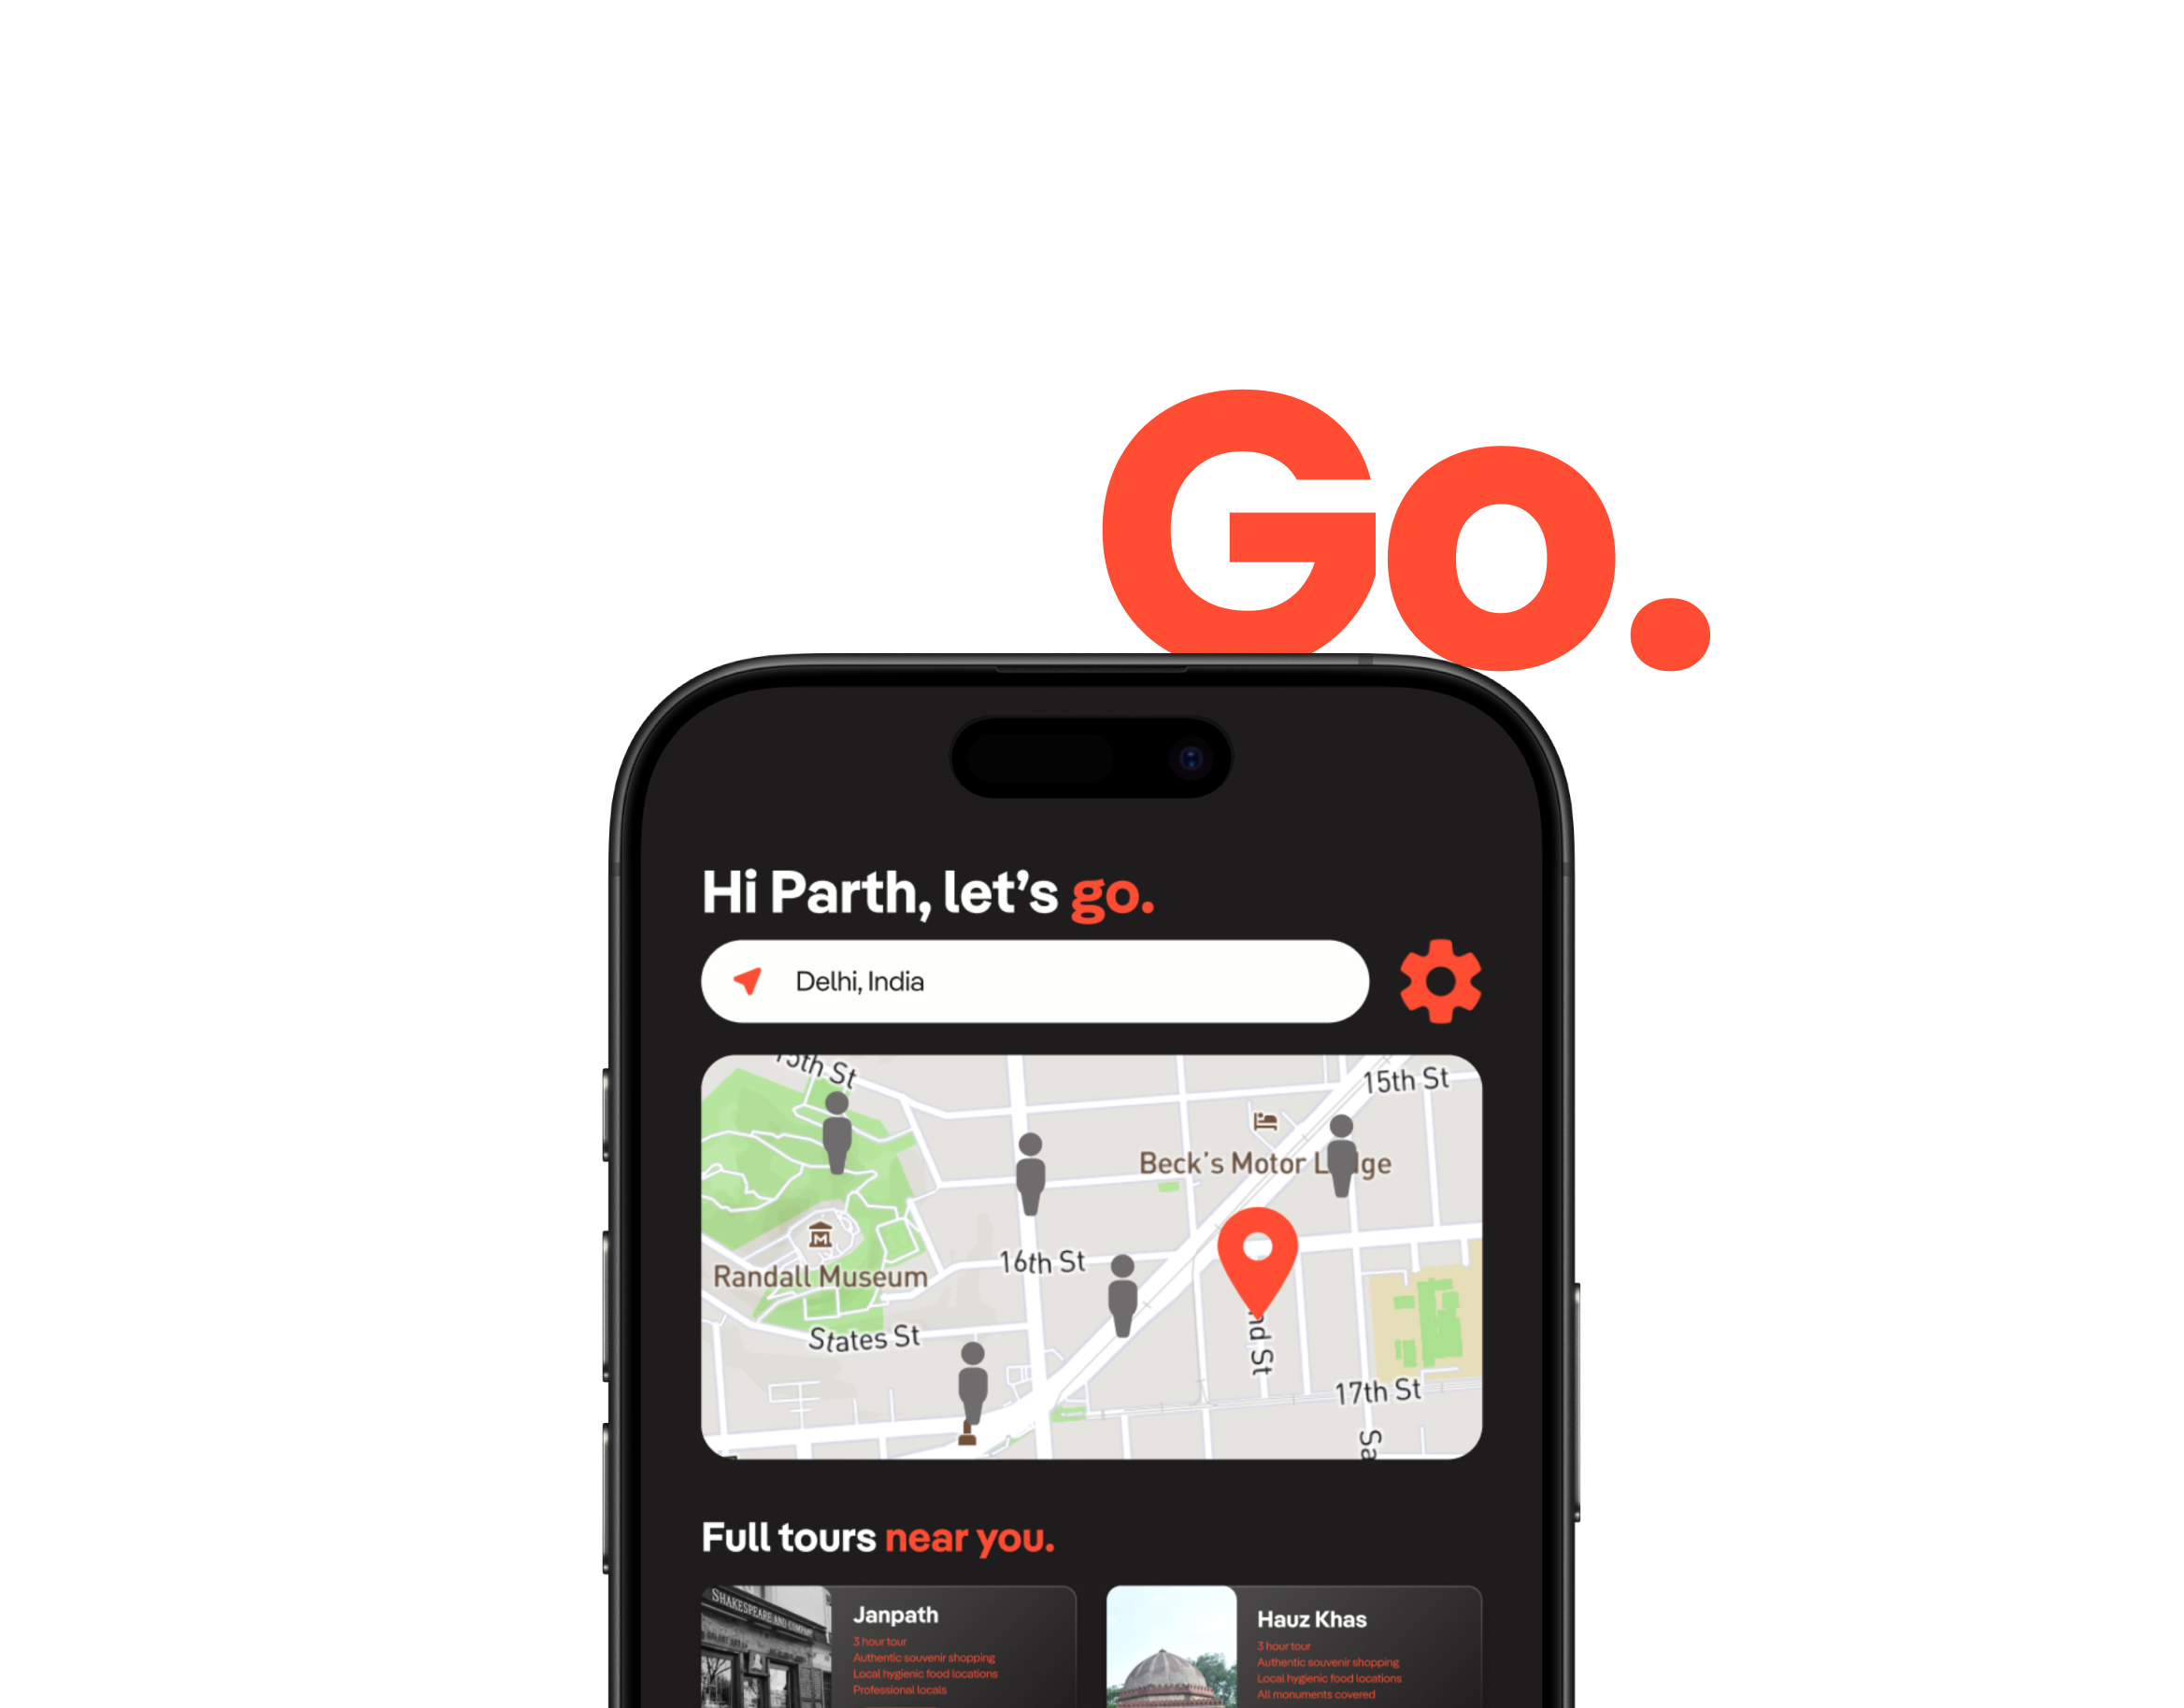 Go.
Hi Parth, let's go.
Delhi, India
15th St
15th St
Beck's Motor L dge
Randall Museum
16th St
nd St
States St
17th St
Sa
Full tours near you.
SHAKESPEARE AND COMPANY
Janpath
3 hour tour
Authentic souvenir shopping
Local hygienic food locations
Professional locals
Hauz Khas
3 hour tour
Authentic souvenir shopping
Local hygienic food locations
All monuments covered